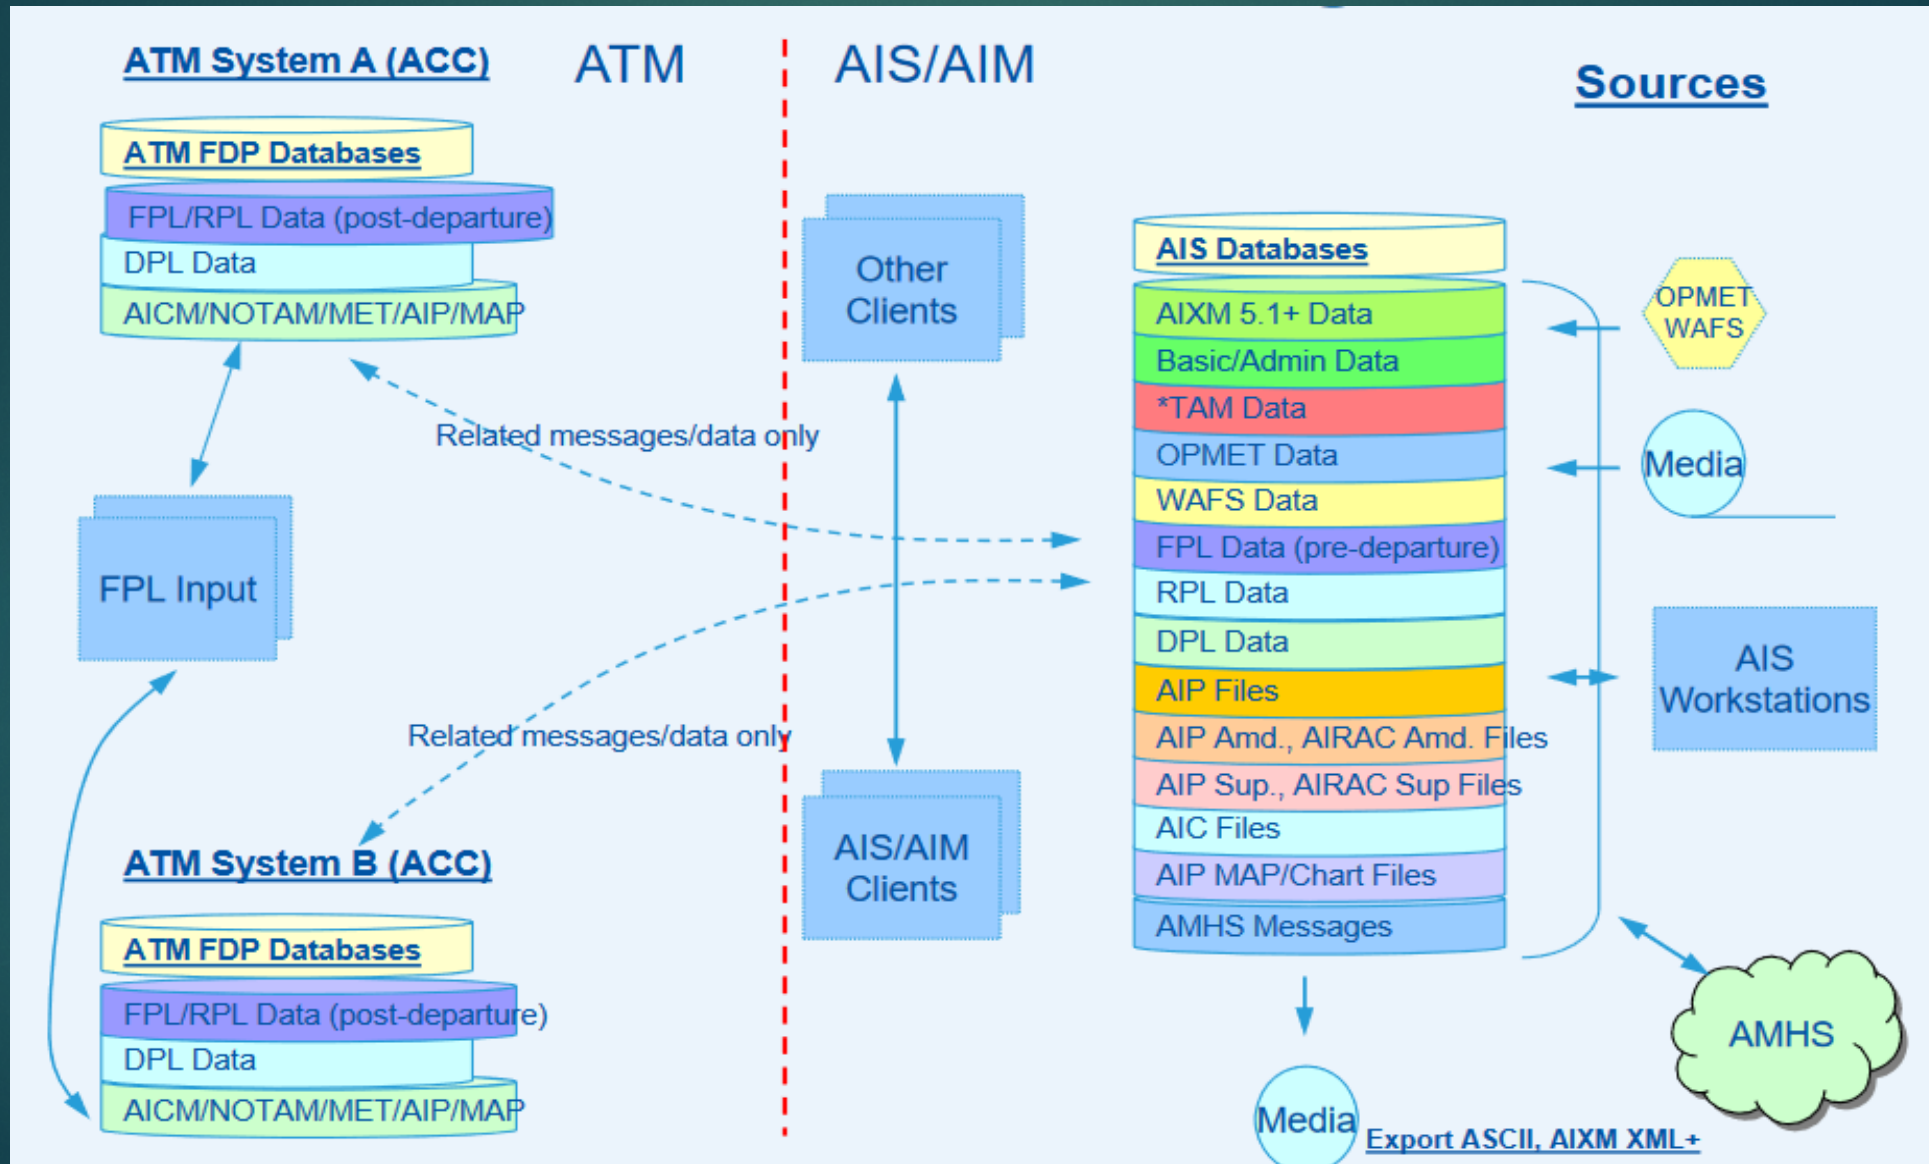 ATM System A (ACC)
ATM
AIS/AIM
Sources
ATM FDP Databases
FPL/RPL Data (post-departure)
DPL Data
AICM/NOTAM/MET/AIP/MAP
Related messages/data only
FPL Input
Related messages/data only
ATM System B (ACC)
ATM FDP Databases
FPL/RPL Data (post-departure)
DPL Data
AICM/NOTAM/MET/AIP/MAP
Other
Clients
AIS/AIM
Clients
AIS Databases
AIXM 5.1+ Data
Basic/Admin Data
*TAM Data
OPMET Data
WAFS Data
FPL Data (pre-departure)
RPL Data
DPL Data
AIP Files
AIP Amd., AIRAC Amd. Files
AIP Sup., AIRAC Sup Files
AIC Files
AIP MAP/Chart Files
AMHS Messages
OPMET
WAFS
Media
AIS
Workstations
AMHS
Media
Export ASCII, AIXM XML+